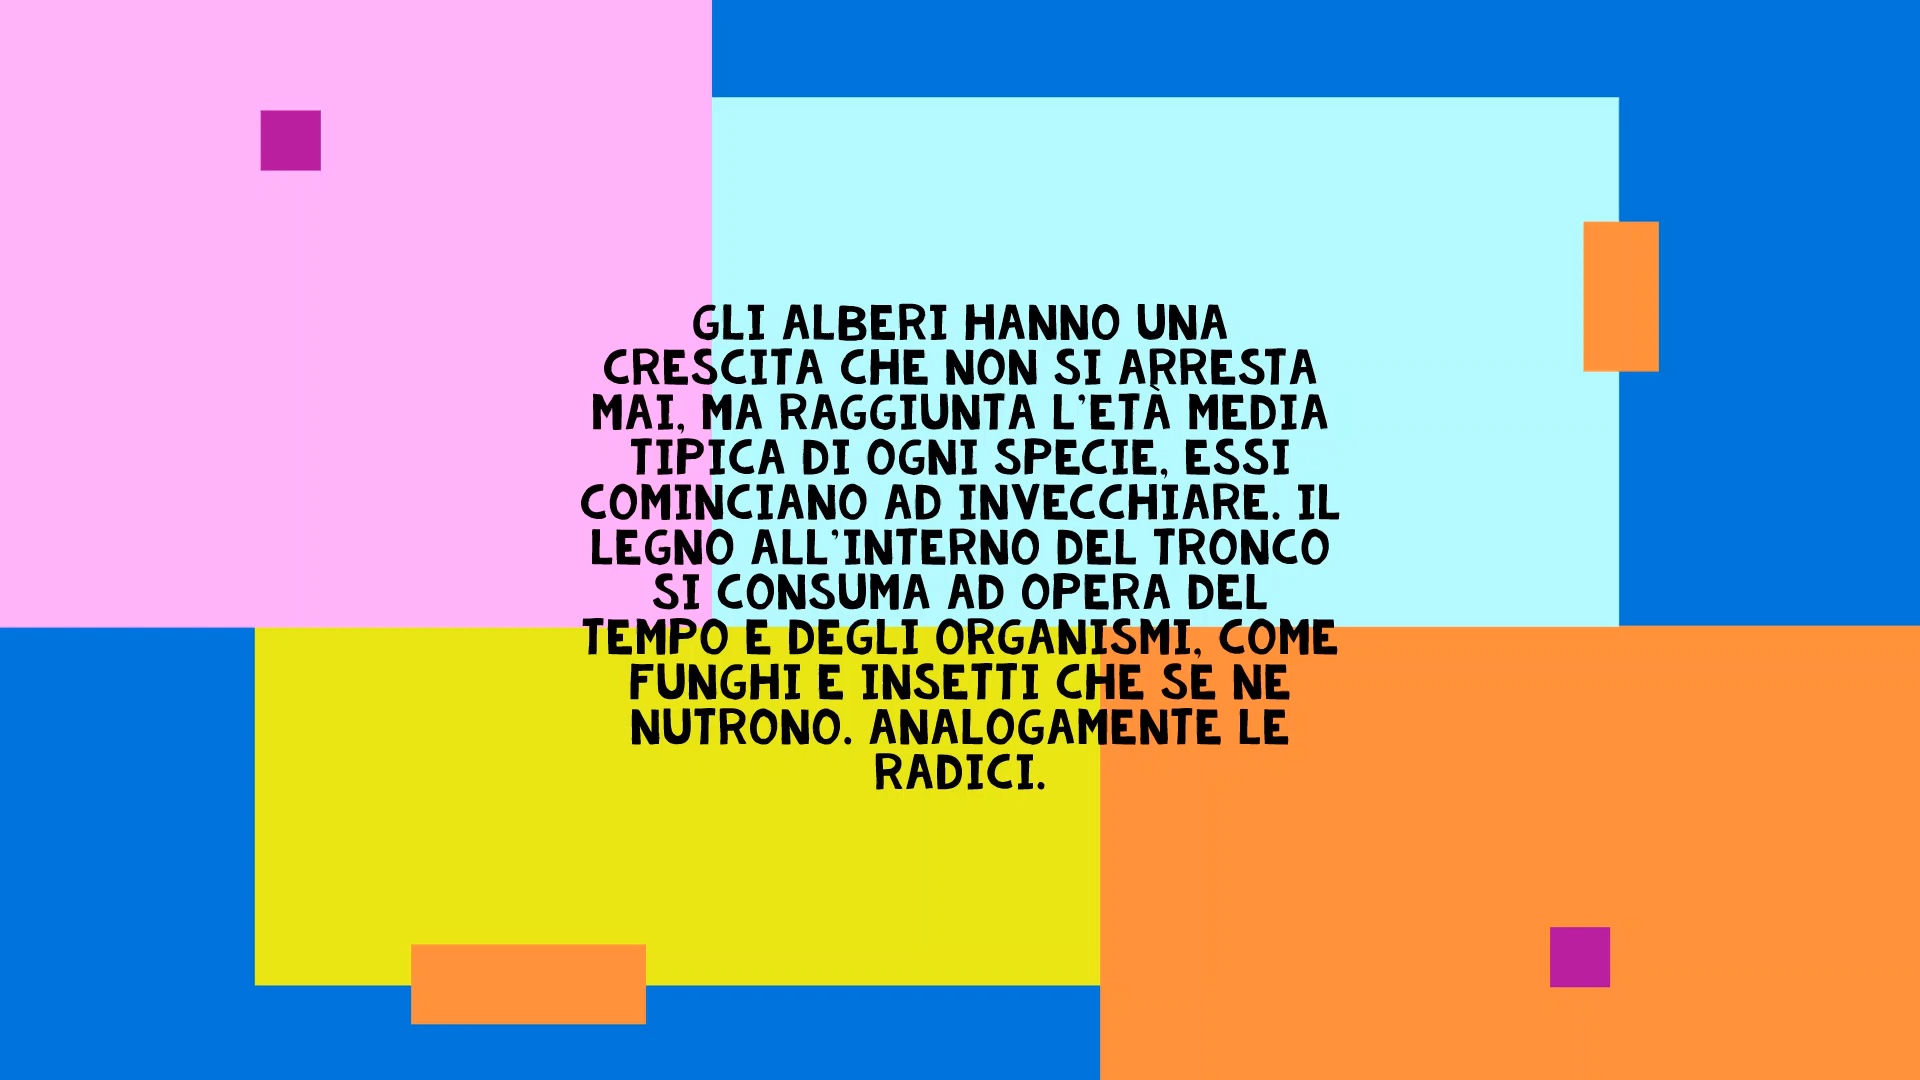 GLI ALBERI HANNO UNA
CRESCITA CHE NON SI ARRESTA
MAI, MA RAGGIUNTA L'ETÀ MEDIA
TIPICA DI OGNI SPECIE, ESSI
COMINCIANO AD INVECCHIARE. IL
LEGNO ALL'INTERNO DEL TRONCO
SI CONSUMA AD OPERA DEL
TEMPO E DEGLI ORGANISMI, COME
FUNGHI E INSETTI CHE SE NE
NUTRONO. ANALOGAMENTE LE
RADICI.